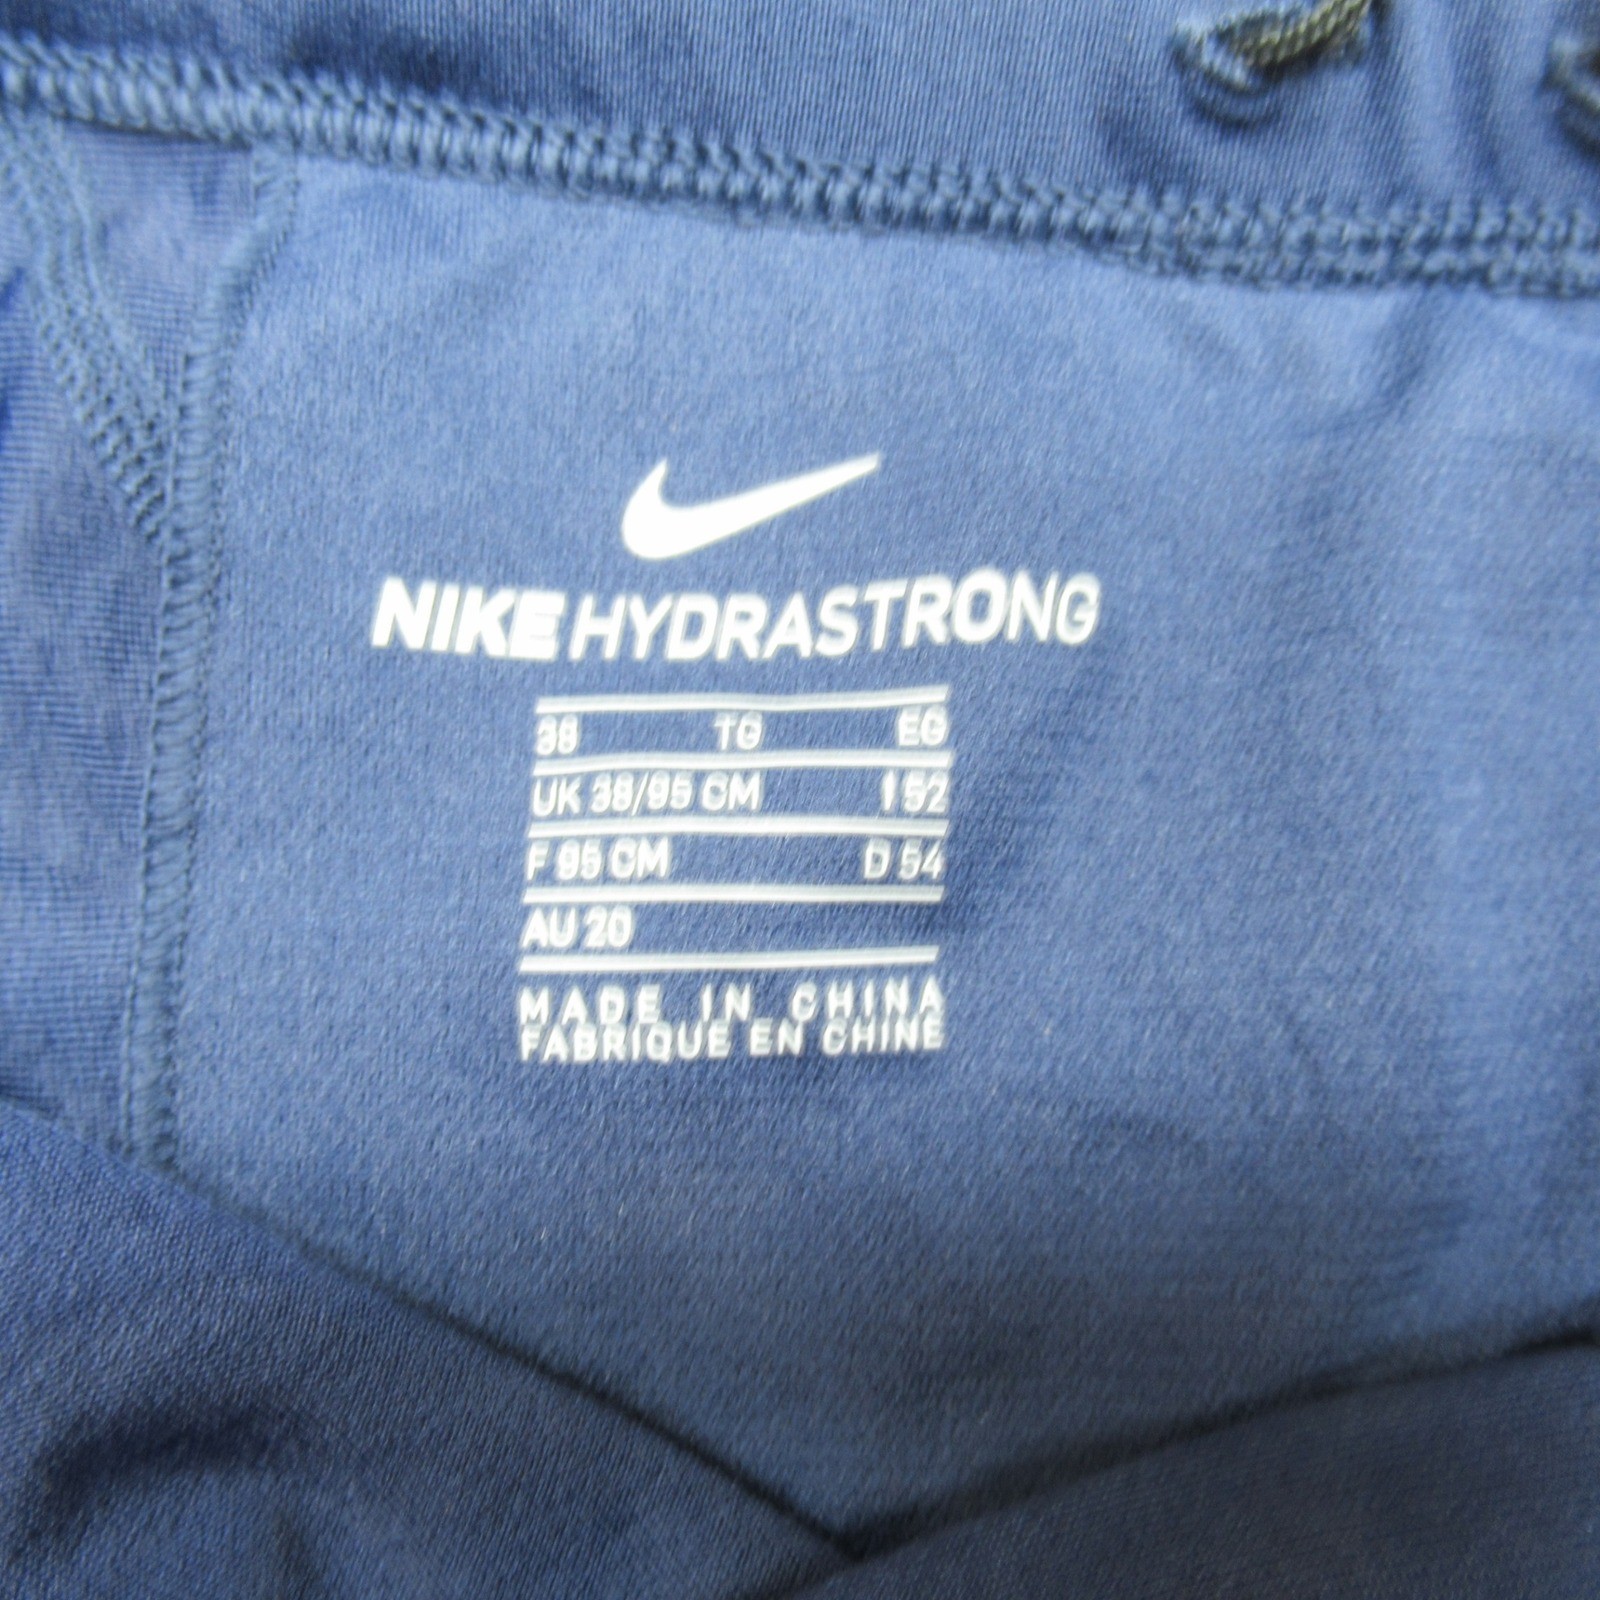 NIKE HYDRASTRONG
38 TG EG
UK 38/95 CM I 52
F 95 CM D 54
AU 20
MADE IN CHINA
FABRIQUE EN CHINE